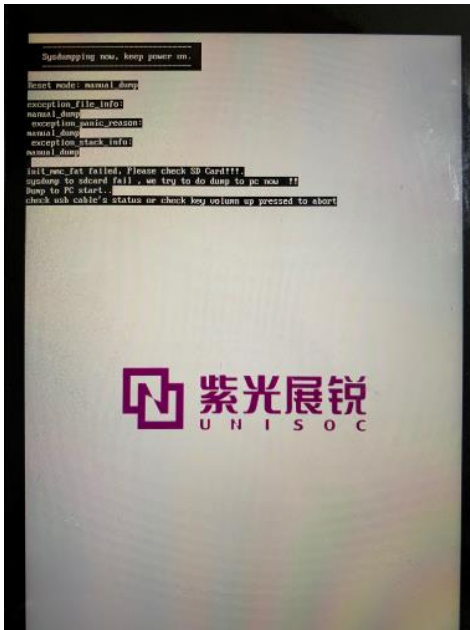 Sysdumpping now, keep power on.
Reset mode: manual_dump
exception_file_info:
manual_dump
exception_panic_reason:
manual_dump
exception_stack_info:
manual_dump
init_mmc_fat failed, Please check SD Card!!!.
sysdump to sdcard fail , we try to do dump to pc now !!
Dump to PC start..
check usb cable's status or check key volumn up pressed to abort
紫光展锐
UNISOC